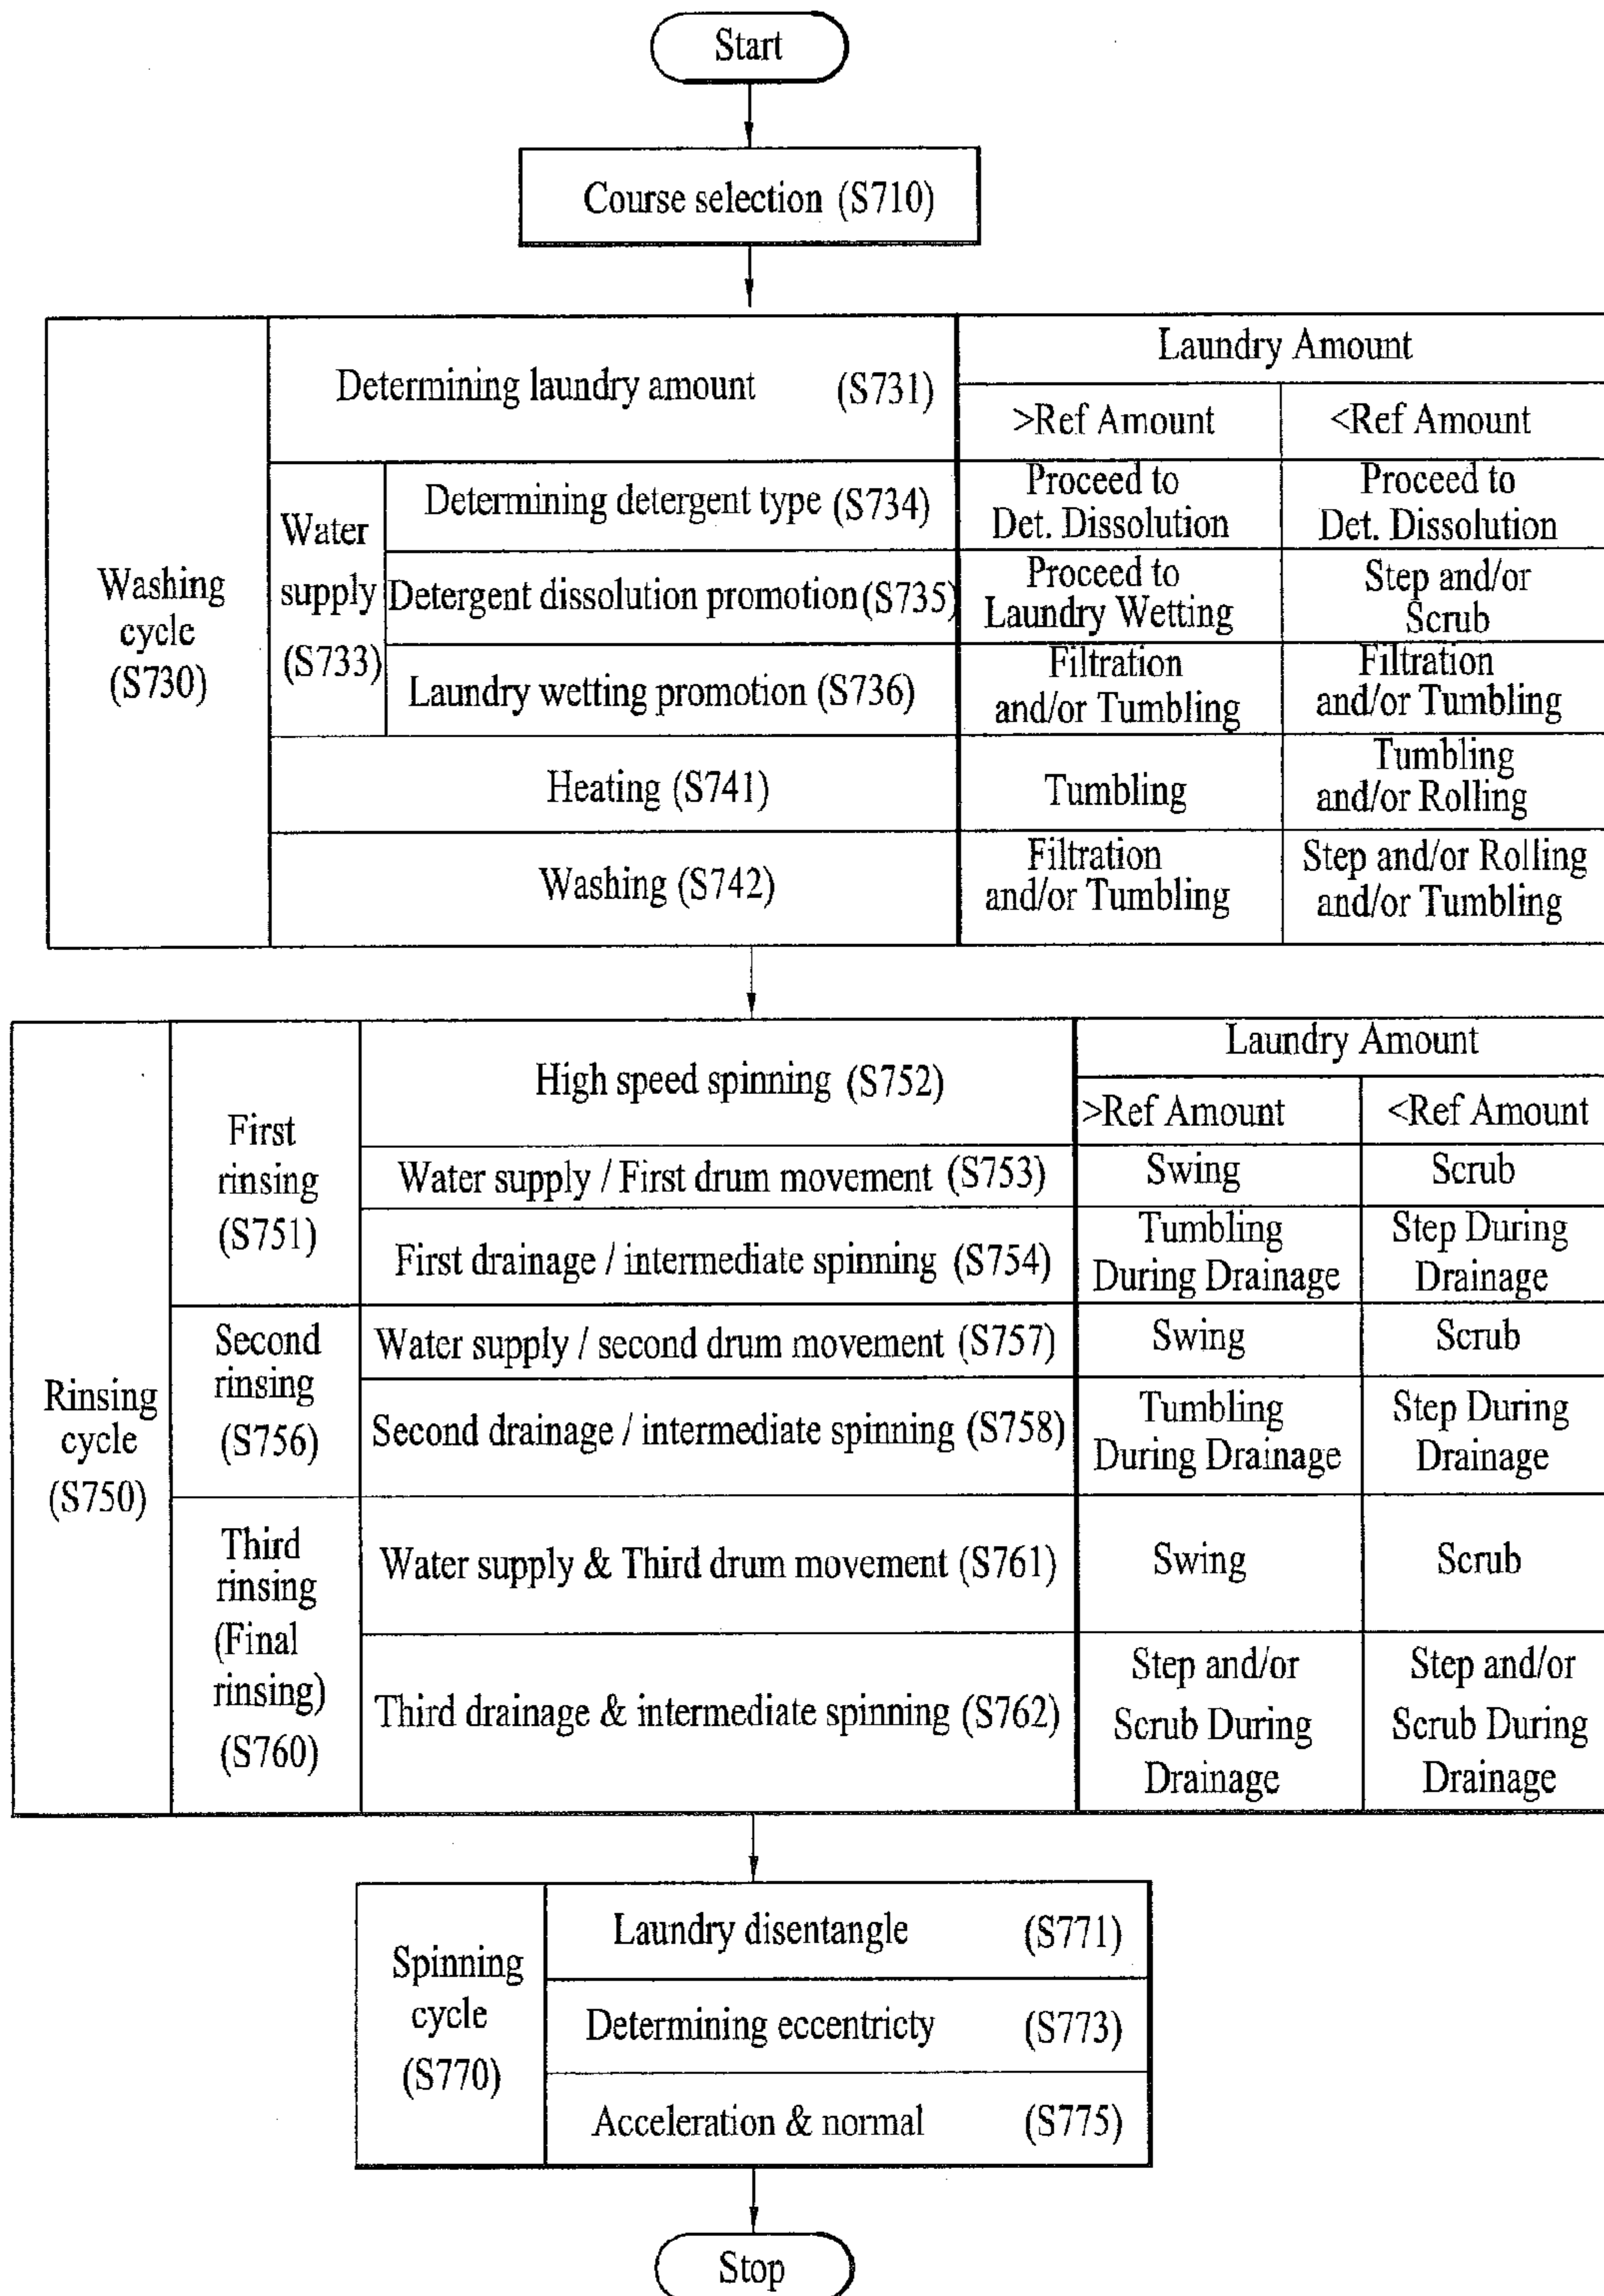 Start
Course selection (S710)
Washing
cycle
(S730)
Determining laundry amount (S731)
Laundry Amount
>Ref Amount
<Ref Amount
Water
supply
(S733)
Determining detergent type (S734)
Proceed to
Det. Dissolution
Proceed to
Det. Dissolution
Detergent dissolution promotion (S735)
Proceed to
Laundry Wetting
Step and/or
Scrub
Laundry wetting promotion (S736)
Filtration
and/or Tumbling
Filtration
and/or Tumbling
Heating (S741)
Tumbling
Tumbling
and/or Rolling
Washing (S742)
Filtration
and/or Tumbling
Step and/or Rolling
and/or Tumbling
Rinsing
cycle
(S750)
First
rinsing
(S751)
High speed spinning (S752)
Laundry Amount
>Ref Amount
<Ref Amount
Water supply / First drum movement (S753)
Swing
Scrub
First drainage / intermediate spinning (S754)
Tumbling
During Drainage
Step During
Drainage
Second
rinsing
(S756)
Water supply / second drum movement (S757)
Swing
Scrub
Second drainage / intermediate spinning (S758)
Tumbling
During Drainage
Step During
Drainage
Third
rinsing
(Final
rinsing)
(S760)
Water supply & Third drum movement (S761)
Swing
Scrub
Third drainage & intermediate spinning (S762)
Step and/or
Scrub During
Drainage
Step and/or
Scrub During
Drainage
Spinning
cycle
(S770)
Laundry disentangle (S771)
Determining eccentricty (S773)
Acceleration & normal (S775)
Stop